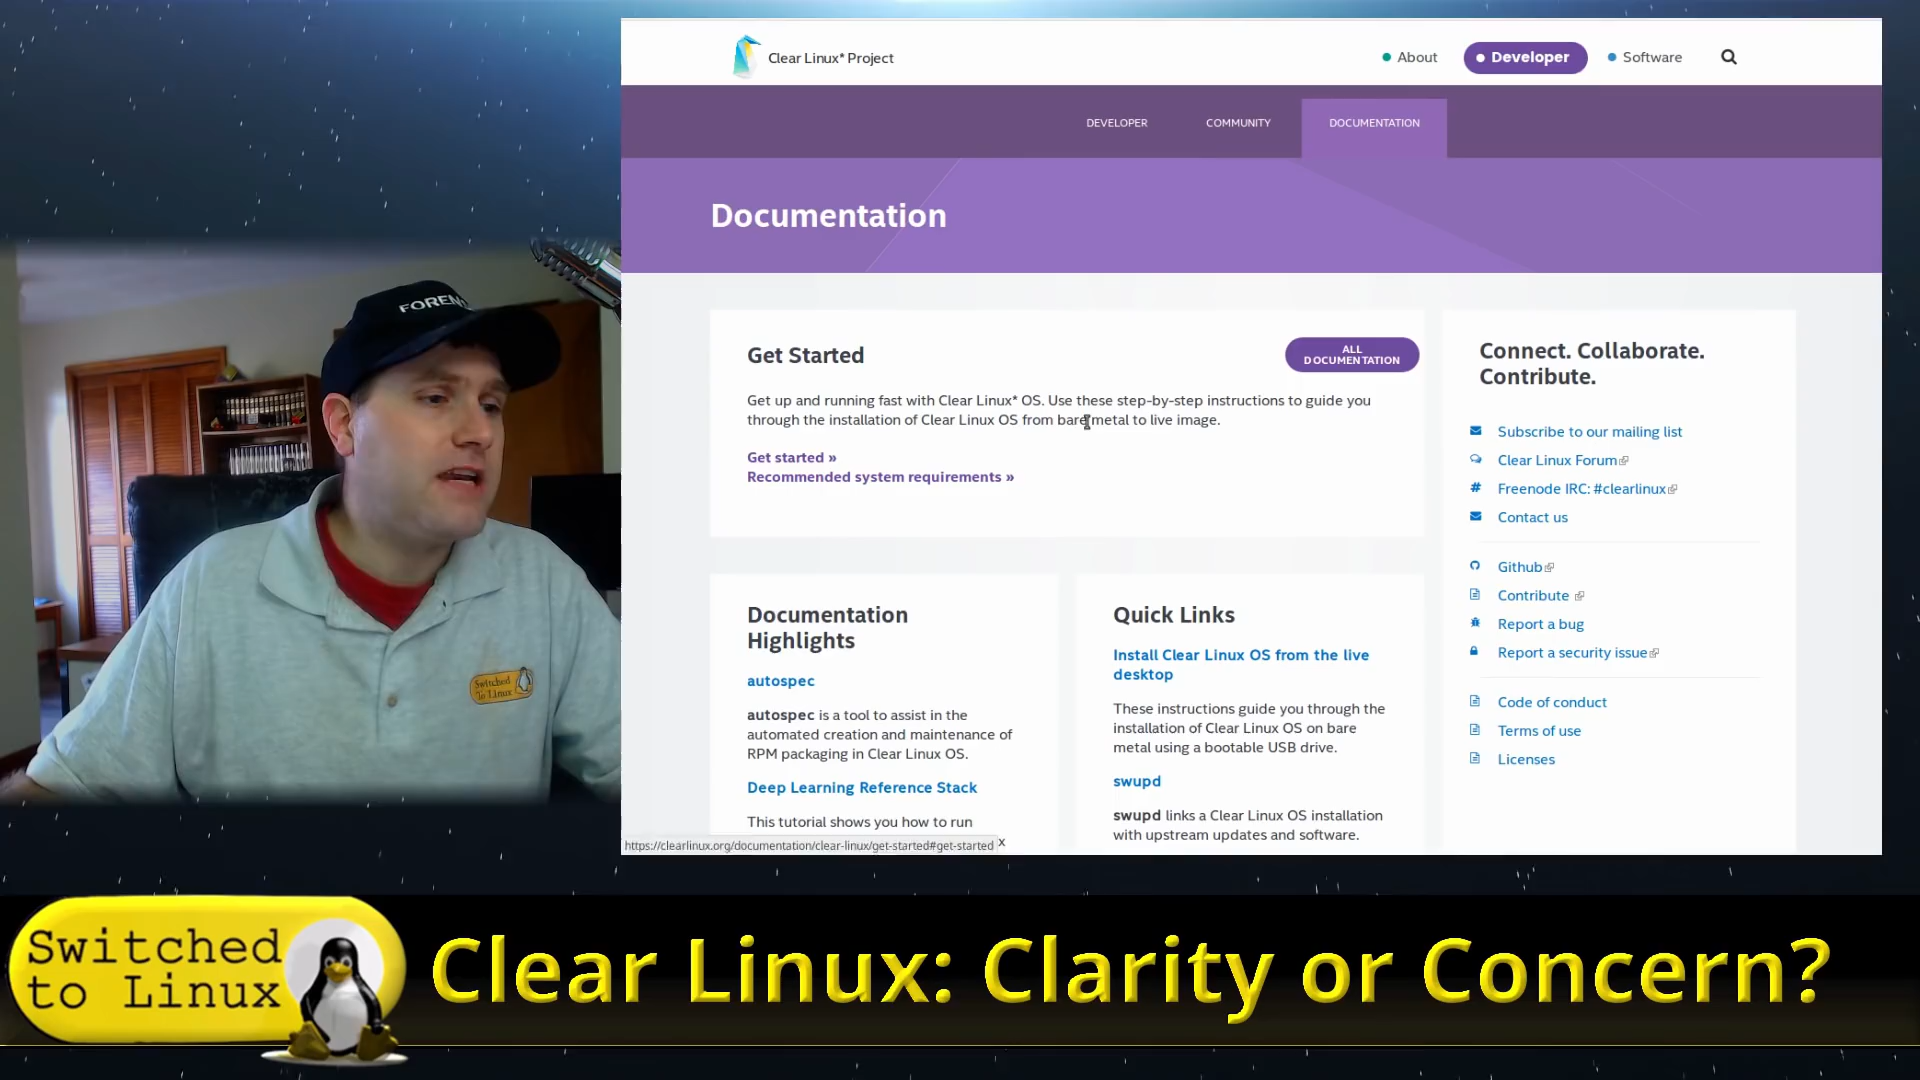 Clear Linux* Project
About
Developer
Software
DEVELOPER
COMMUNITY
DOCUMENTATION
Documentation
Get Started
ALL
DOCUMENTATION
Get up and running fast with Clear Linux* OS. Use these step-by-step instructions to guide you
through the installation of Clear Linux OS from bare metal to live image.
Get started »
Recommended system requirements »
Connect. Collaborate.
Contribute.
Subscribe to our mailing list
Clear Linux Forum
Freenode IRC: #clearlinux
Contact us
Github
Contribute
Report a bug
Report a security issue
Code of conduct
Terms of use
Licenses
Documentation
Highlights
autospec
autospec is a tool to assist in the
automated creation and maintenance of
RPM packaging in Clear Linux OS.
Deep Learning Reference Stack
This tutorial shows you how to run
x
Quick Links
Install Clear Linux OS from the live
desktop
These instructions guide you through the
installation of Clear Linux OS on bare
metal using a bootable USB drive.
swupd
swupd links a Clear Linux OS installation
with upstream updates and software.
https://clearlinux.org/documentation/clear-linux/get-started#get-started
Switched
To Linux
Switched
to Linux
Clear Linux: Clarity or Concern?